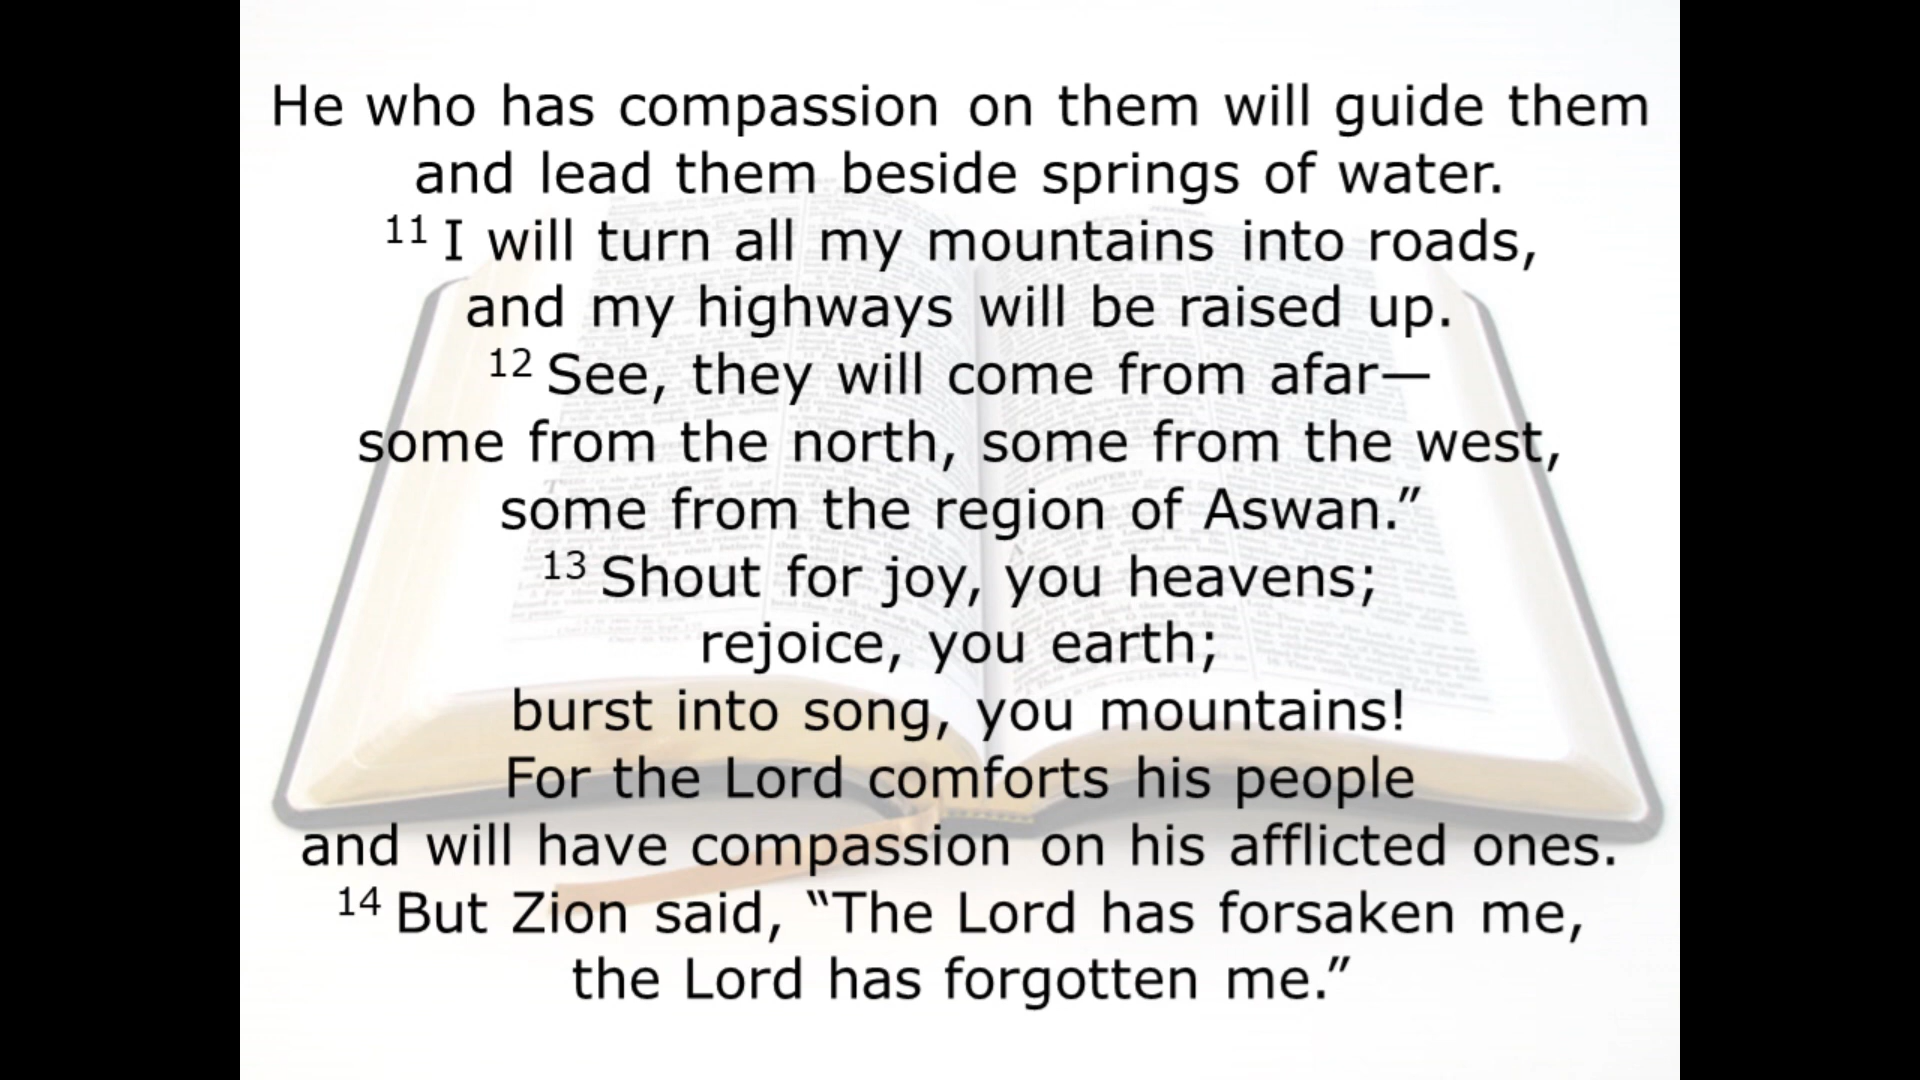 He who has compassion on them will guide them
and lead them beside springs of water.
11 I will turn all my mountains into roads,
and my highways will be raised up.
12 See, they will come from afar—
some from the north, some from the west,
some from the region of Aswan.”
13 Shout for joy, you heavens;
rejoice, you earth;
burst into song, you mountains!
For the Lord comforts his people
and will have compassion on his afflicted ones.
14 But Zion said, “The Lord has forsaken me,
the Lord has forgotten me.”